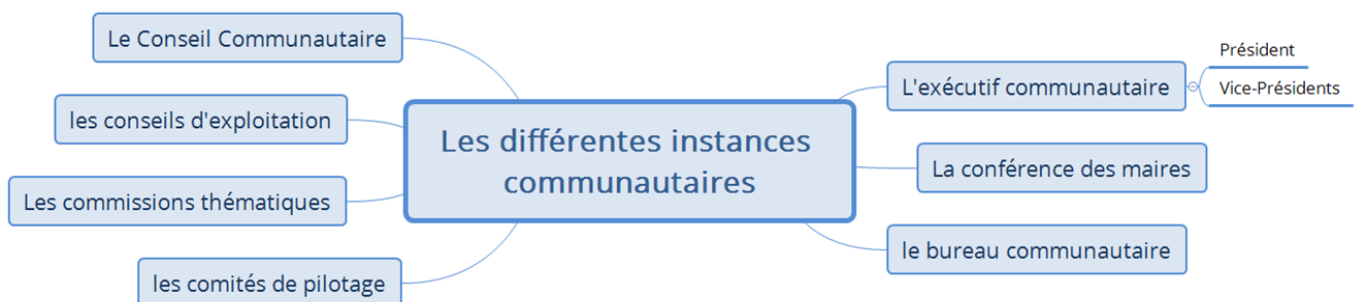 Le Conseil Communautaire
les conseils d'exploitation
Les commissions thématiques
les comités de pilotage
Les différentes instances
communautaires
L'exécutif communautaire
Président
Vice-Présidents
La conférence des maires
le bureau communautaire